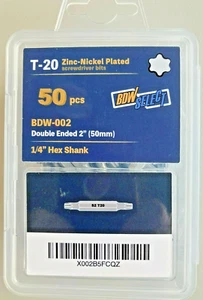 T-20 Zinc-Nickel Plated
screwdriver bits
50 pcs
BDW SELECT
BDW-002
Double Ended 2" (50mm)
1/4" Hex Shank
X002B5FCQZ